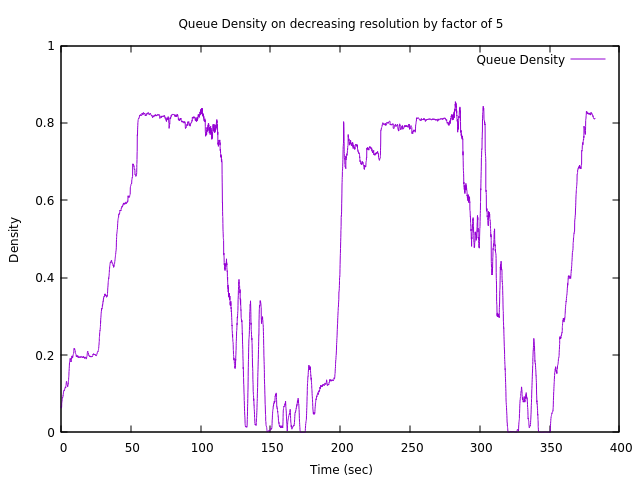 Queue Density on decreasing resolution by factor of 5
Queue Density
1
0.8
0.6
0.4
0.2
0
Density
0 50 100 150 200 250 300 350 400
Time (sec)